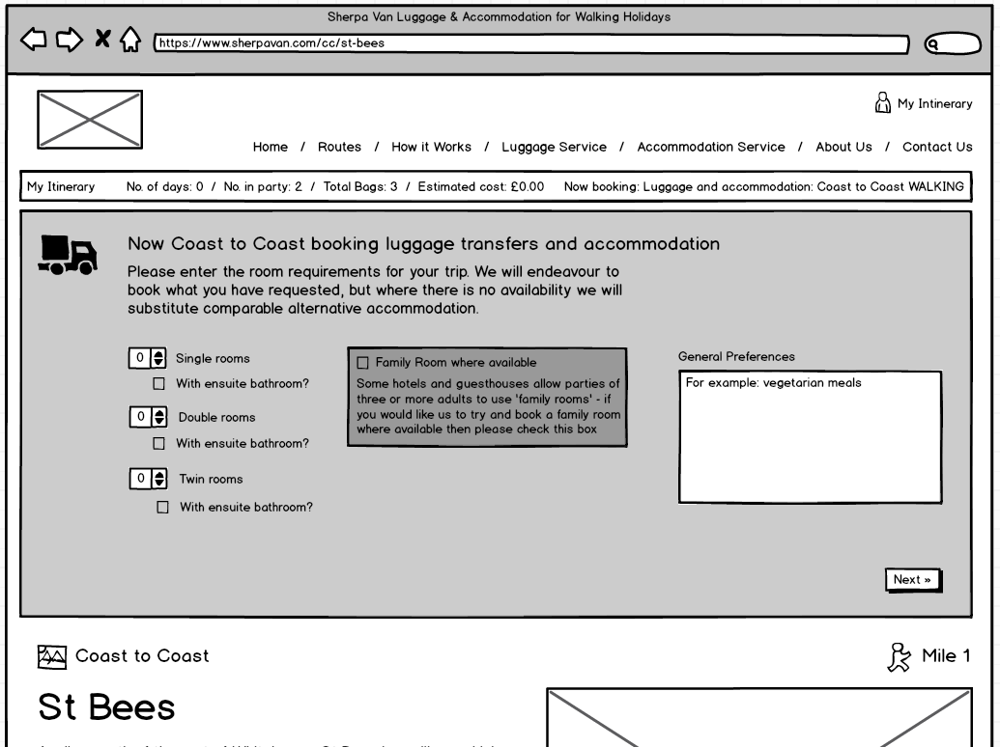 Sherpa Van Luggage & Accommodation for Walking Holidays
https://www.sherpavan.com/cc/st-bees
My Intinerary
Home / Routes / How it Works / Luggage Service / Accommodation Service / About Us / Contact Us
My Itinerary No. of days: 0 / No. in party: 2 / Total Bags: 3 / Estimated cost: £0.00 Now booking: Luggage and accommodation: Coast to Coast WALKING
Now Coast to Coast booking luggage transfers and accommodation
Please enter the room requirements for your trip. We will endeavour to
book what you have requested, but where there is no availability we will
substitute comparable alternative accommodation.
0 Single rooms
With ensuite bathroom?
0 Double rooms
With ensuite bathroom?
0 Twin rooms
With ensuite bathroom?
Family Room where available
Some hotels and guesthouses allow parties of
three or more adults to use 'family rooms' - if
you would like us to try and book a family room
where available then please check this box
General Preferences
For example: vegetarian meals
Next »
Coast to Coast
Mile 1
St Bees